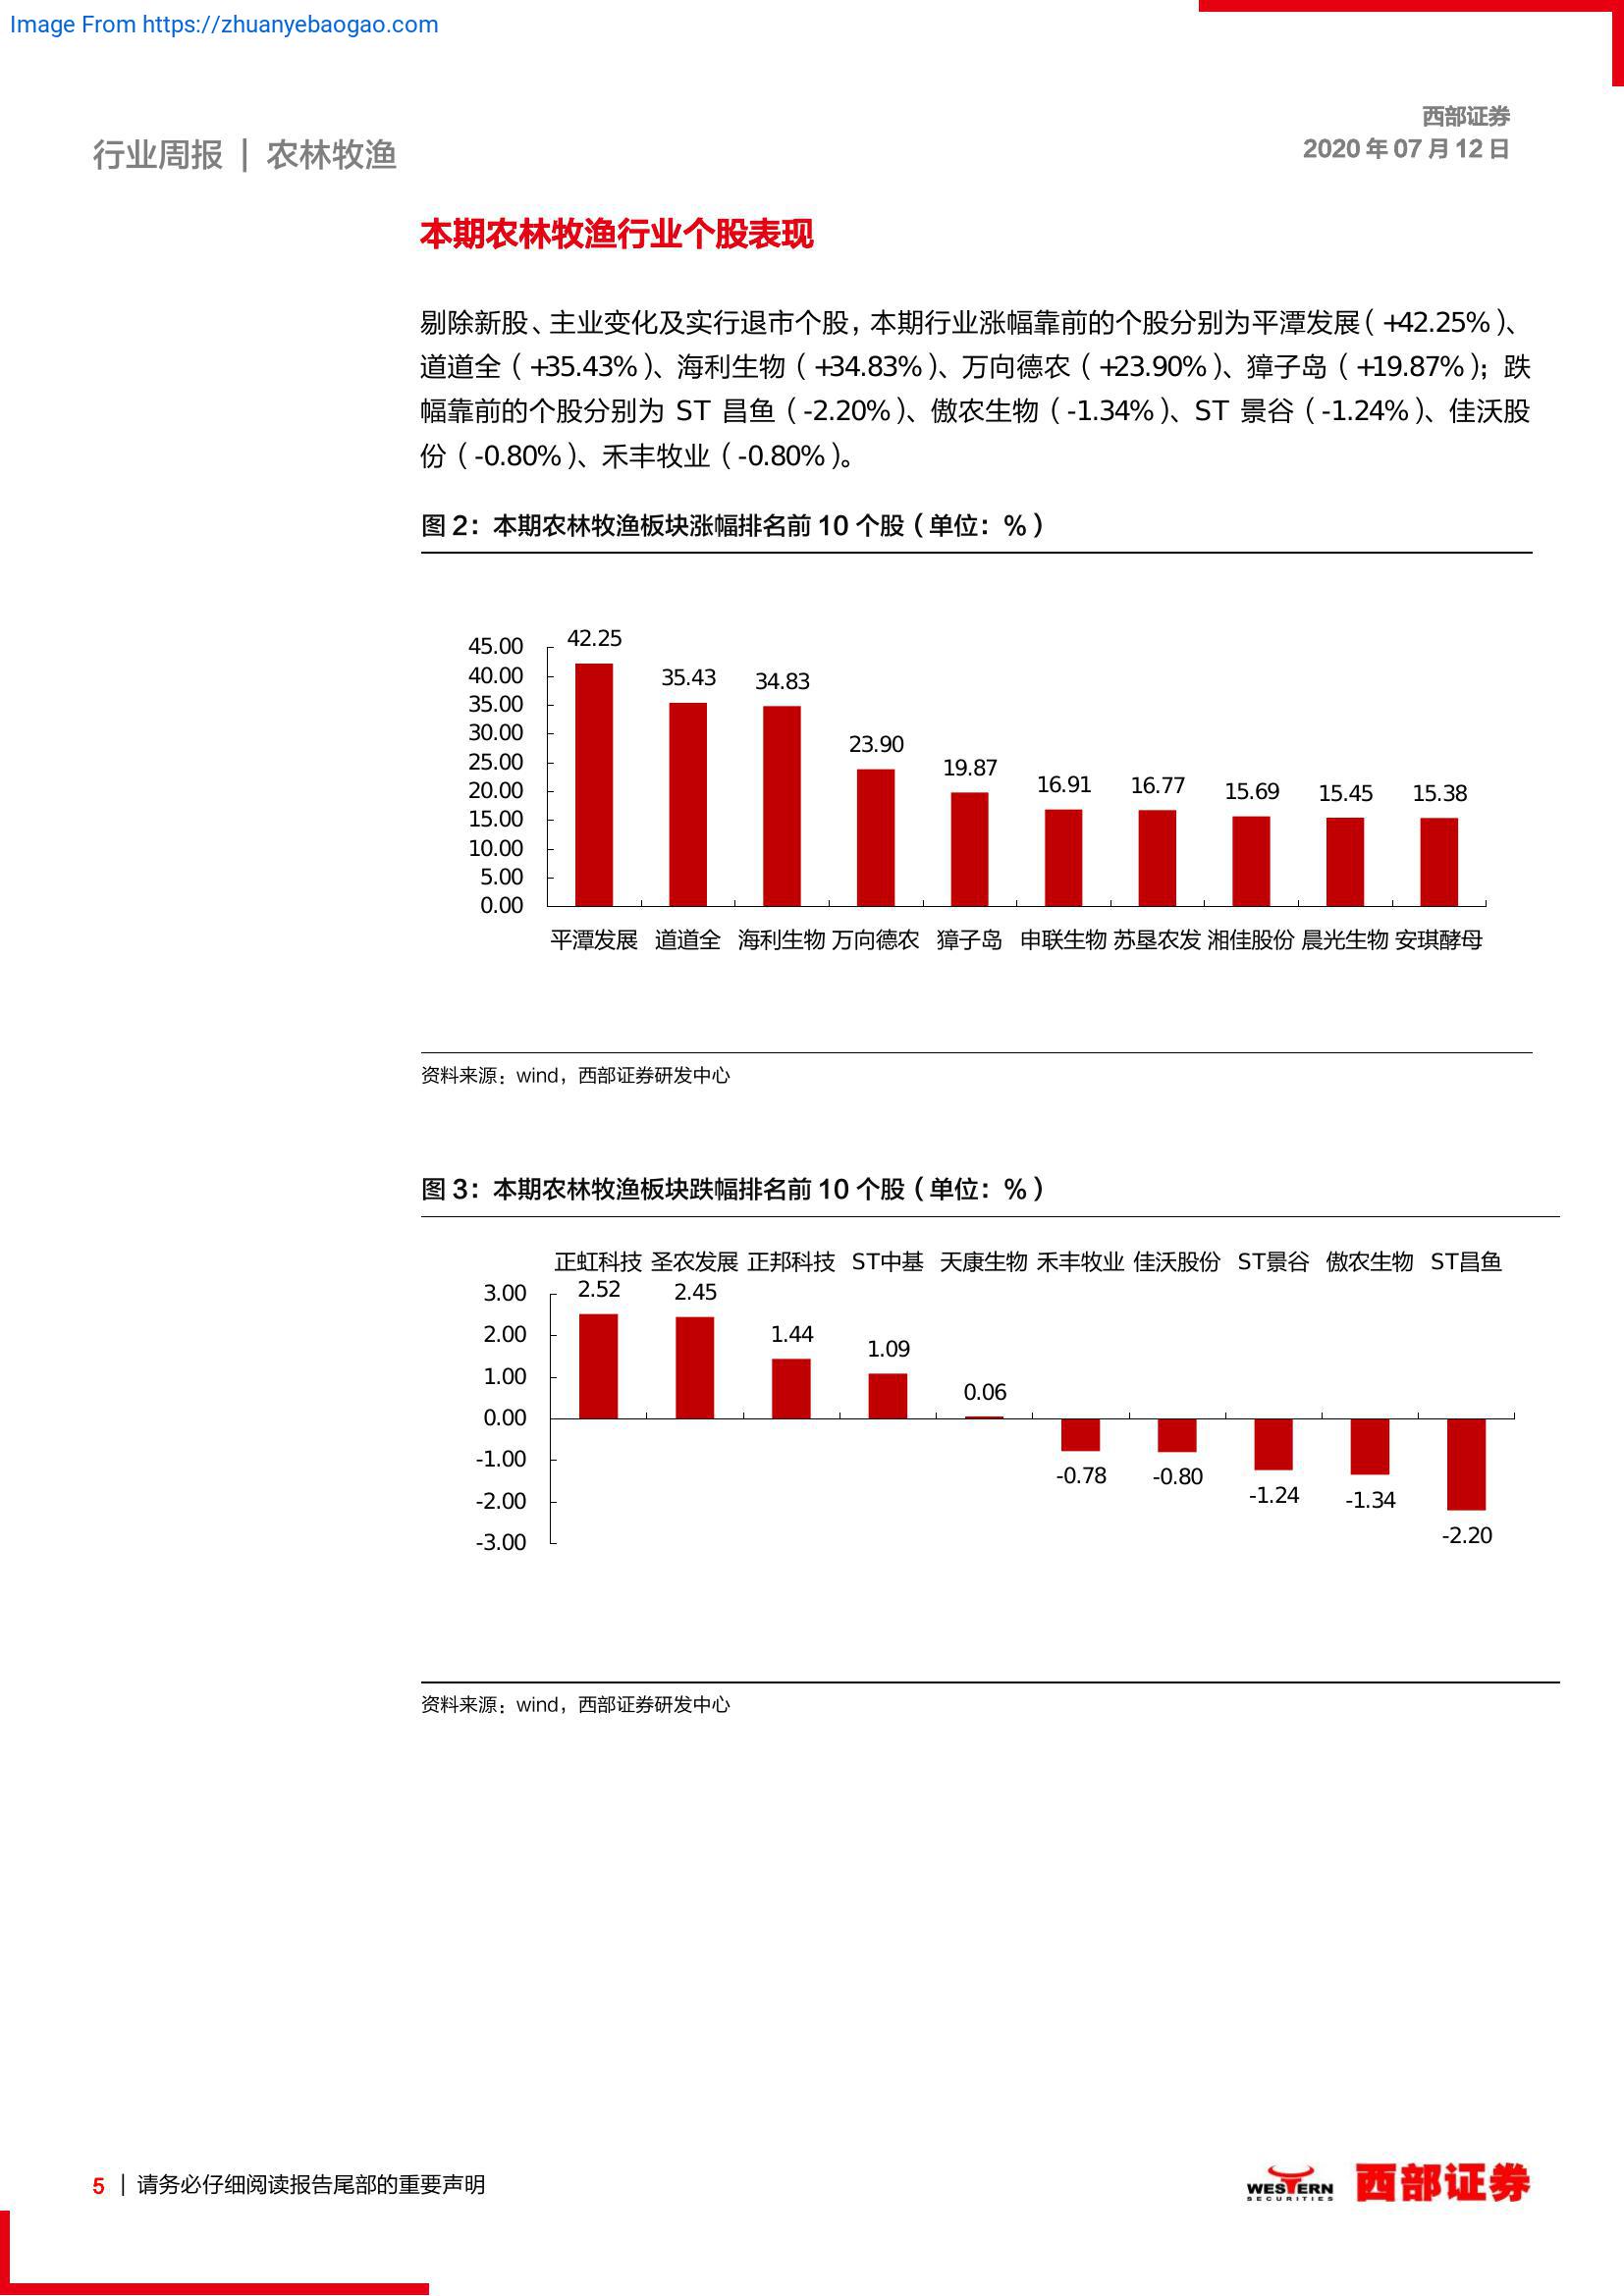 Image From https://zhuanyebaogao.com
西部证券
2020 年 07 月 12 日
行业周报 | 农林牧渔
本期农林牧渔行业个股表现
剔除新股、主业变化及实行退市个股，本期行业涨幅靠前的个股分别为平潭发展（+42.25%）、
道道全（+35.43%）、海利生物（+34.83%）、万向德农（+23.90%）、獐子岛（+19.87%）；跌
幅靠前的个股分别为 ST 昌鱼（-2.20%）、傲农生物（-1.34%）、ST 景谷（-1.24%）、佳沃股
份（-0.80%）、禾丰牧业（-0.80%）。
图 2：本期农林牧渔板块涨幅排名前 10 个股（单位：%）
45.00
40.00
35.00
30.00
25.00
20.00
15.00
10.00
5.00
0.00
42.25
35.43
34.83
23.90
19.87
16.91
16.77
15.69
15.45
15.38
平潭发展 道道全 海利生物 万向德农 獐子岛 申联生物 苏垦农发 湘佳股份 晨光生物 安琪酵母
资料来源：wind，西部证券研发中心
图 3：本期农林牧渔板块跌幅排名前 10 个股（单位：%）
正虹科技 圣农发展 正邦科技 ST中基 天康生物 禾丰牧业 佳沃股份 ST景谷 傲农生物 ST昌鱼
3.00
2.00
1.00
0.00
-1.00
-2.00
-3.00
2.52
2.45
1.44
1.09
0.06
-0.78
-0.80
-1.24
-1.34
-2.20
资料来源：wind，西部证券研发中心
5 | 请务必仔细阅读报告尾部的重要声明
WESTERN
SECURITIES
西部证券